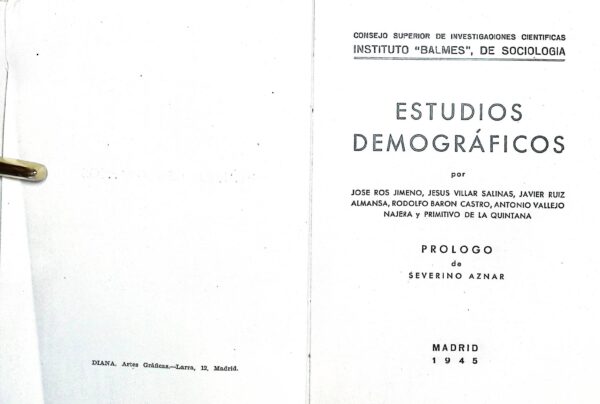 DIANA. Artes Gráficas.—Larra, 12, Madrid.
CONSEJO SUPERIOR DE INVESTIGACIONES CIENTIFICAS
INSTITUTO "BALMES", DE SOCIOLOGIA
ESTUDIOS
DEMOGRÁFICOS
por
JOSE ROS JIMENO, JESUS VILLAR SALINAS, JAVIER RUIZ
ALMANSA, RODOLFO BARON CASTRO, ANTONIO VALLEJO
NAJERA y PRIMITIVO DE LA QUINTANA
PROLOGO
de
SEVERINO AZNAR
MADRID
1945